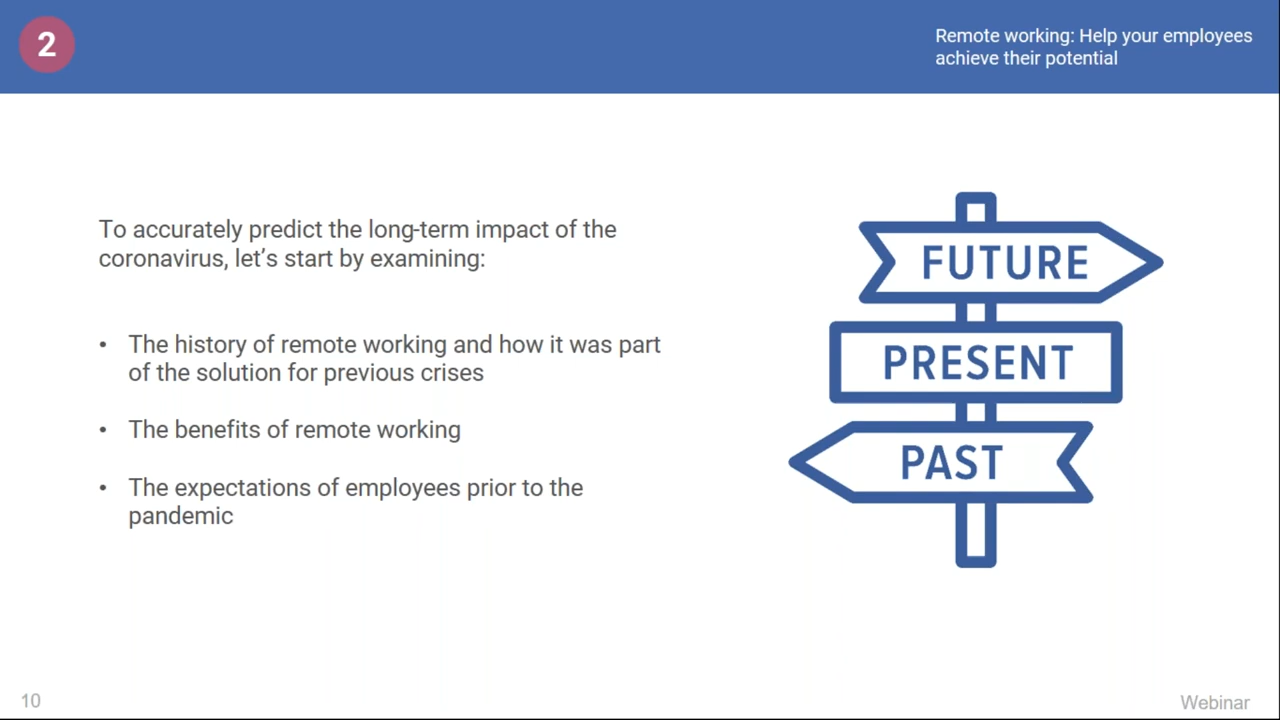 2
Remote working: Help your employees
achieve their potential
To accurately predict the long-term impact of the
coronavirus, let’s start by examining:
• The history of remote working and how it was part
of the solution for previous crises
• The benefits of remote working
• The expectations of employees prior to the
pandemic
FUTURE
PRESENT
PAST
10
Webinar